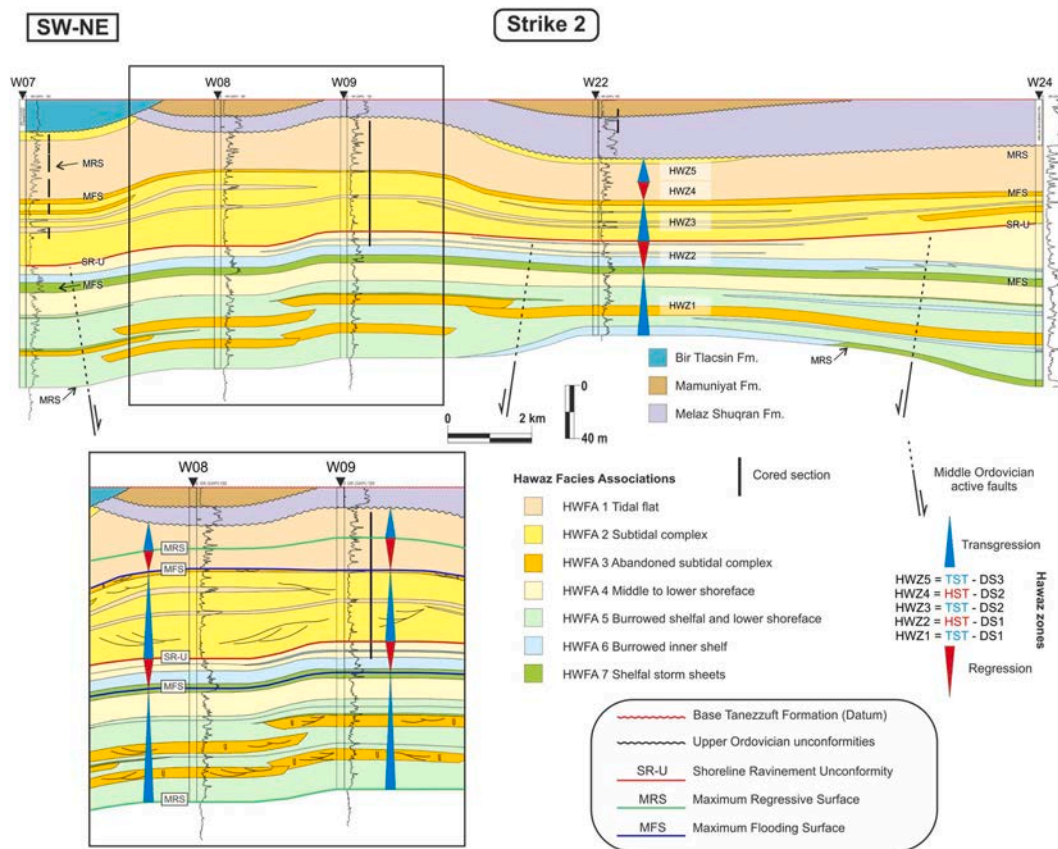 SW-NE
Strike 2
W07
W08
W09
W22
W24
MRS
MFS
SR-U
MFS
MRS
HWZ5
HWZ4
HWZ3
HWZ2
HWZ1
MRS
MFS
SR-U
MFS
MRS
Bir Tlacsin Fm.
Mamuniyat Fm.
Melaz Shuqran Fm.
0 2 km
0
40 m
W08
W09
MRS
MFS
SR-U
MFS
MRS
Hawaz Facies Associations
HWFA 1 Tidal flat
HWFA 2 Subtidal complex
HWFA 3 Abandoned subtidal complex
HWFA 4 Middle to lower shoreface
HWFA 5 Burrowed shelfal and lower shoreface
HWFA 6 Burrowed inner shelf
HWFA 7 Shelfal storm sheets
Cored section
Middle Ordovician
active faults
Transgression
HWZ5 = TST - DS3
HWZ4 = HST - DS2
HWZ3 = TST - DS2
HWZ2 = HST - DS1
HWZ1 = TST - DS1
Regression
Hawaz zones
Base Tanezzuft Formation (Datum)
Upper Ordovician unconformities
SR-U Shoreline Ravinement Unconformity
MRS Maximum Regressive Surface
MFS Maximum Flooding Surface